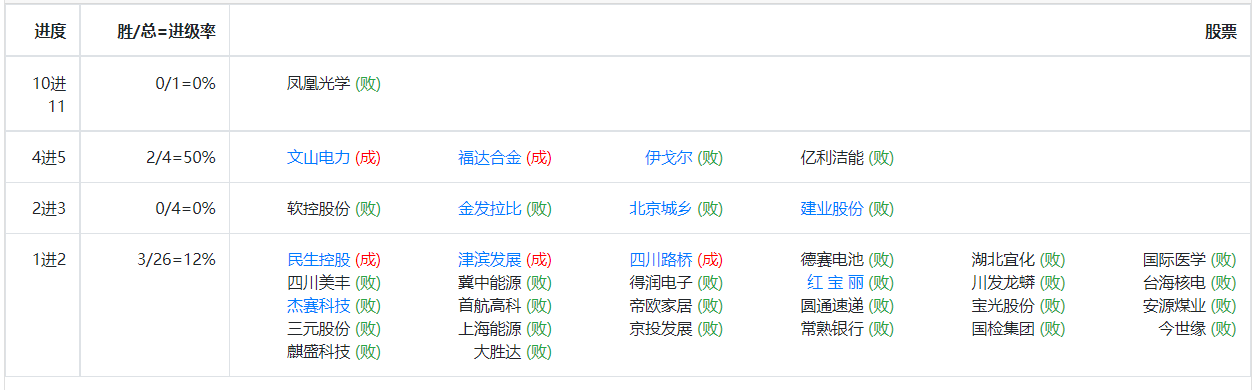 进度 胜/总=进级率 股票
10进11 0/1=0% 凤凰光学 (败)
4进5 2/4=50% 文山电力 (成) 福达合金 (成) 伊戈尔 (败) 亿利洁能 (败)
2进3 0/4=0% 软控股份 (败) 金发拉比 (败) 北京城乡 (败) 建业股份 (败)
1进2 3/26=12% 民生控股 (成) 津滨发展 (成) 四川路桥 (成) 德赛电池 (败) 湖北宜化 (败) 国际医学 (败)
四川美丰 (败) 冀中能源 (败) 得润电子 (败) 红 宝 丽 (败) 川发龙蟒 (败) 台海核电 (败)
杰赛科技 (败) 首航高科 (败) 帝欧家居 (败) 圆通速递 (败) 宝光股份 (败) 安源煤业 (败)
三元股份 (败) 上海能源 (败) 京投发展 (败) 常熟银行 (败) 国检集团 (败) 今世缘 (败)
麒盛科技 (败) 大胜达 (败)